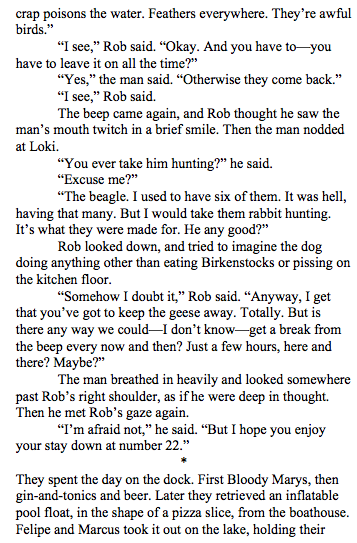 crap poisons the water. Feathers everywhere. They’re awful
birds.”
“I see,” Rob said. “Okay. And you have to—you
have to leave it on all the time?”
“Yes,” the man said. “Otherwise they come back.”
“I see,” Rob said.
The beep came again, and Rob thought he saw the
man’s mouth twitch in a brief smile. Then the man nodded
at Loki.
“You ever take him hunting?” he said.
“Excuse me?”
“The beagle. I used to have six of them. It was hell,
having that many. But I would take them rabbit hunting.
It’s what they were made for. He any good?”
Rob looked down, and tried to imagine the dog
doing anything other than eating Birkenstocks or pissing on
the kitchen floor.
“Somehow I doubt it,” Rob said. “Anyway, I get
that you’ve got to keep the geese away. Totally. But is
there any way we could—I don’t know—get a break from
the beep every now and then? Just a few hours, here and
there? Maybe?”
The man breathed in heavily and looked somewhere
past Rob’s right shoulder, as if he were deep in thought.
Then he met Rob’s gaze again.
“I’m afraid not,” he said. “But I hope you enjoy
your stay down at number 22.”
*
They spent the day on the dock. First Bloody Marys, then
gin-and-tonics and beer. Later they retrieved an inflatable
pool float, in the shape of a pizza slice, from the boathouse.
Felipe and Marcus took it out on the lake, holding their